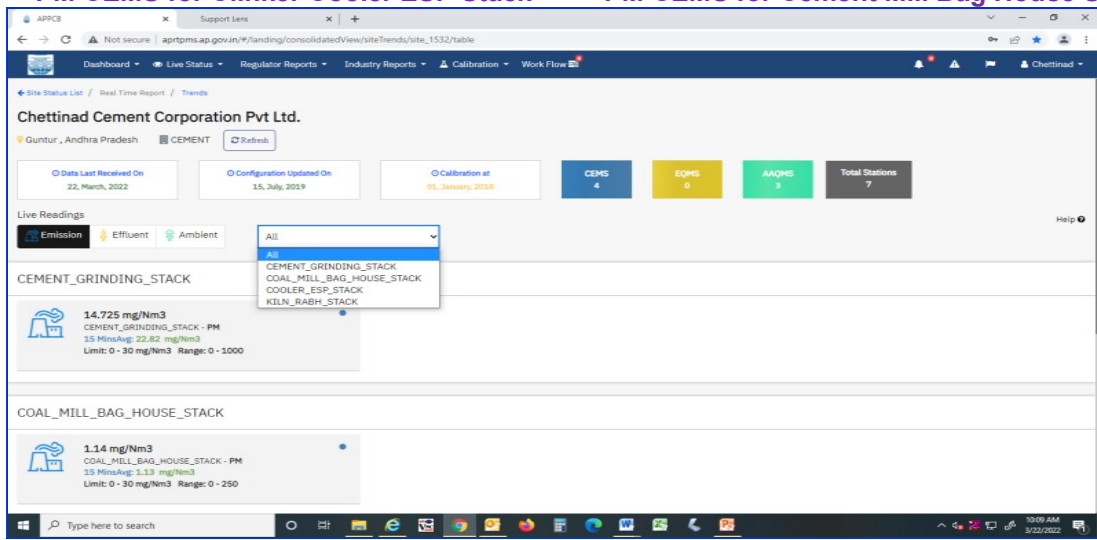 APPCB
Support Lens
Not secure | aprtpms.ap.gov.in/#/landing/consolidatedView/siteTrends/site_1532/table
Dashboard Live Status Regulator Reports Industry Reports Calibration Work Flow Chettinad
Site Status List / Real Time Report / Trends
Chettinad Cement Corporation Pvt Ltd.
Guntur , Andhra Pradesh CEMENT Refresh
Data Last Received On
22, March, 2022
Configuration Updated On
15, July, 2019
Calibration at
01, January, 2018
CEMS
4
EQMS
0
AAQMS
3
Total Stations
7
Live Readings
Help
Emission Effluent Ambient
All
All
CEMENT_GRINDING_STACK
COAL_MILL_BAG_HOUSE_STACK
COOLER_ESP_STACK
KILN_RABH_STACK
CEMENT_GRINDING_STACK
14.725 mg/Nm3
CEMENT_GRINDING_STACK - PM
15 MinsAvg: 22.82 mg/Nm3
Limit: 0 - 30 mg/Nm3 Range: 0 - 1000
COAL_MILL_BAG_HOUSE_STACK
1.14 mg/Nm3
COAL_MILL_BAG_HOUSE_STACK - PM
15 MinsAvg: 1.13 mg/Nm3
Limit: 0 - 30 mg/Nm3 Range: 0 - 250
Type here to search
10:09 AM
3/22/2022